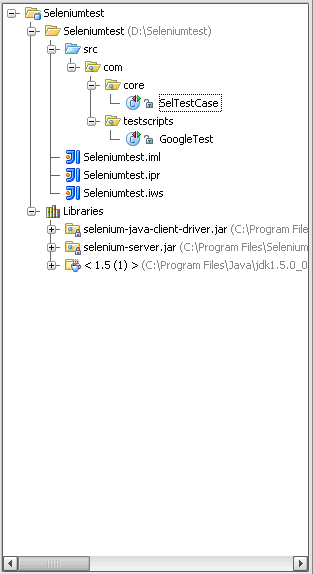 Seleniumtest
Seleniumtest (D:\Seleniumtest)
src
com
core
SelTestCase
testscripts
GoogleTest
Seleniumtest.iml
Seleniumtest.ipr
Seleniumtest.iws
Libraries
selenium-java-client-driver.jar (C:\Program File
selenium-server.jar (C:\Program Files\Selenium
< 1.5 (1) > (C:\Program Files\Java\jdk1.5.0_0